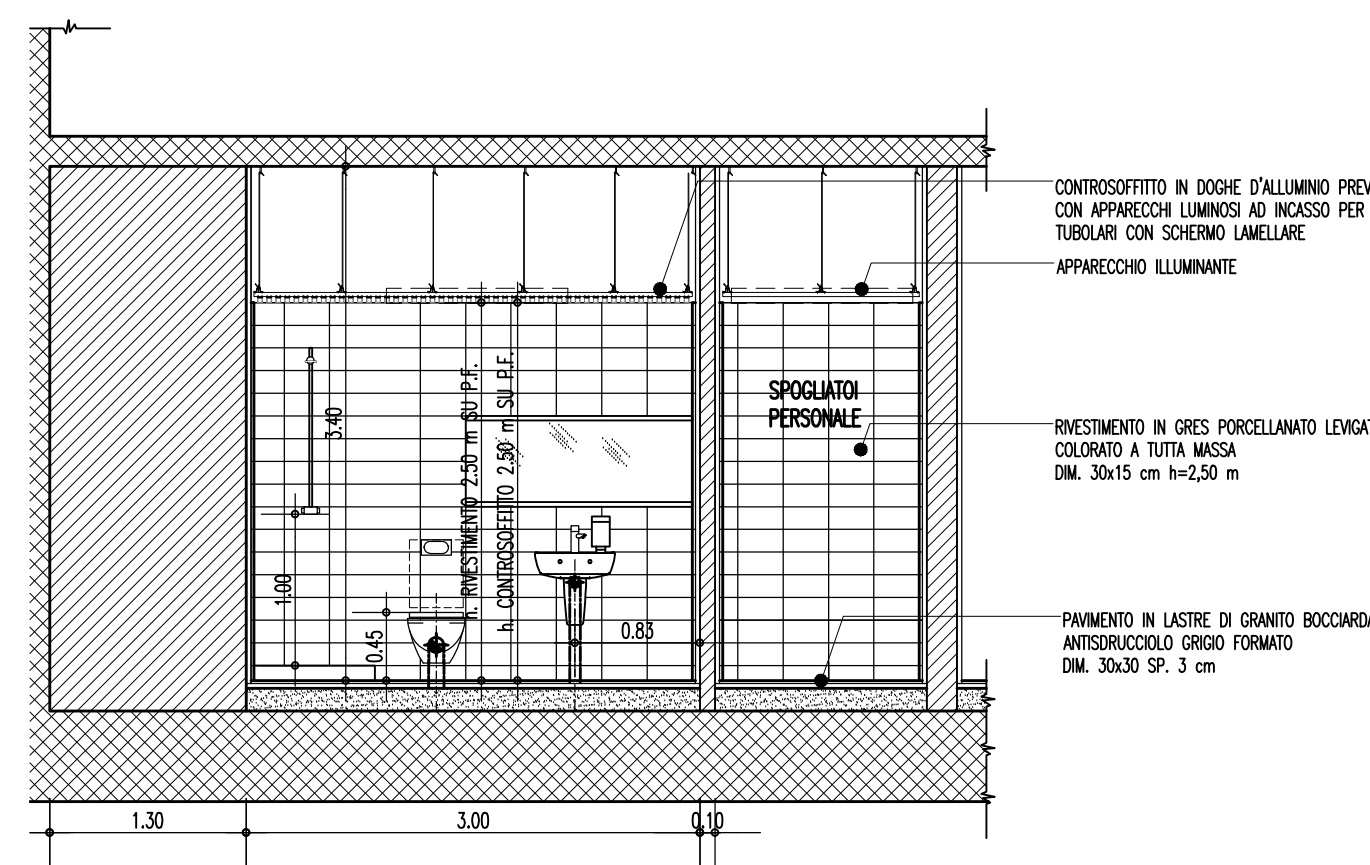 CONTROSOFFITTO IN DOGHE D'ALLUMINIO PREV
CON APPARECCHI LUMINOSI AD INCASSO PER
TUBOLARI CON SCHERMO LAMELLARE
APPARECCHIO ILLUMINANTE
SPOGLIATOI
PERSONALE
RIVESTIMENTO IN GRES PORCELLANATO LEVIGAT
COLORATO A TUTTA MASSA
DIM. 30x15 cm h=2,50 m
3.40
h. RIVESTIMENTO 2.50 m SU P.F.
h. CONTROSOFFITTO 2.50 m SU P.F.
1.00
0.45
0.83
PAVIMENTO IN LASTRE DI GRANITO BOCCIARDA
ANTISDRUCCIOLO GRIGIO FORMATO
DIM. 30x30 SP. 3 cm
1.30
3.00
0.10